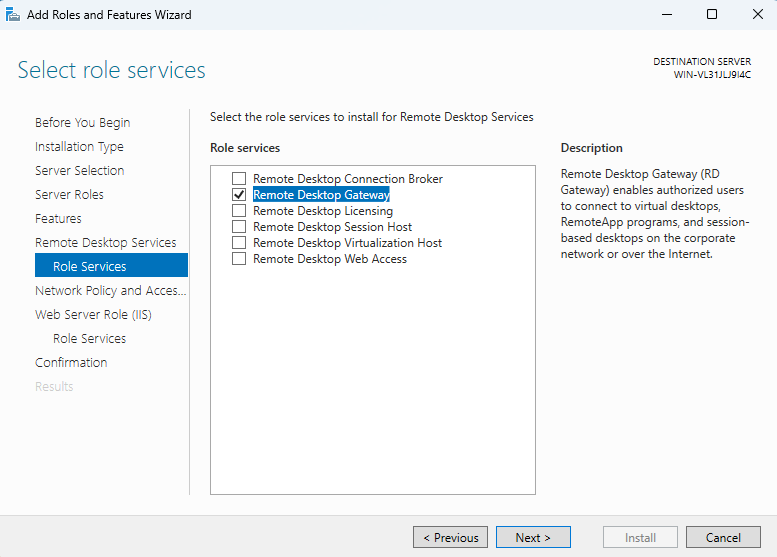 Add Roles and Features Wizard
Select role services
DESTINATION SERVER
WIN-VL31JLJ9I4C
Before You Begin
Installation Type
Server Selection
Server Roles
Features
Remote Desktop Services
Role Services
Network Policy and Acces...
Web Server Role (IIS)
Role Services
Confirmation
Results
Select the role services to install for Remote Desktop Services
Role services
Remote Desktop Connection Broker
Remote Desktop Gateway
Remote Desktop Licensing
Remote Desktop Session Host
Remote Desktop Virtualization Host
Remote Desktop Web Access
Description
Remote Desktop Gateway (RD
Gateway) enables authorized users
to connect to virtual desktops,
RemoteApp programs, and session-
based desktops on the corporate
network or over the Internet.
< Previous
Next >
Install
Cancel